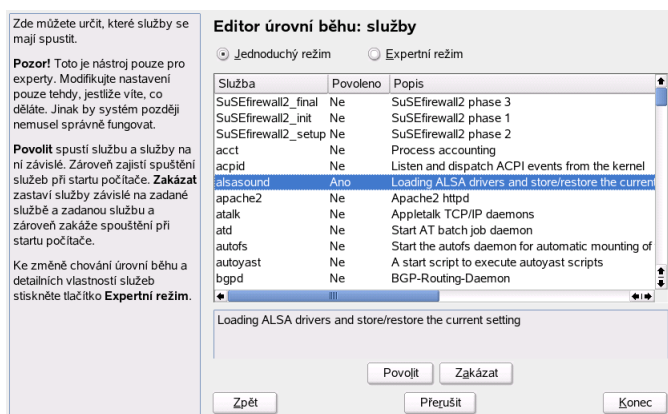 Zde můžete určit, které služby se
mají spustit.
Pozor! Toto je nástroj pouze pro
experty. Modifikujte nastavení
pouze tehdy, jestliže víte, co
děláte. Jinak by systém později
nemusel správně fungovat.
Povolit spustí službu a služby na
ní závislé. Zároveň zajistí spuštění
služeb při startu počítače. Zakázat
zastaví služby závislé na zadané
službě a zadanou službu a
zároveň zakáže spouštění při
startu počítače.
Ke změně chování úrovní běhu a
detailních vlastností služeb
stiskněte tlačítko Expertní režim.
Editor úrovní běhu: služby
Jednoduchý režim Expertní režim
Služba Povoleno Popis
SuSEfirewall2_final Ne SuSEfirewall2 phase 3
SuSEfirewall2_init Ne SuSEfirewall2 phase 1
SuSEfirewall2_setup Ne SuSEfirewall2 phase 2
acct Ne Process accounting
acpid Ne Listen and dispatch ACPI events from the kernel
alsasound Ano Loading ALSA drivers and store/restore the current
apache2 Ne Apache2 httpd
atalk Ne Appletalk TCP/IP daemons
atd Ne Start AT batch job daemon
autofs Ne Start the autofs daemon for automatic mounting of
autoyast Ne A start script to execute autoyast scripts
bgpd Ne BGP-Routing-Daemon
Loading ALSA drivers and store/restore the current setting
Povolit Zakázat
Zpět Přerušit Konec